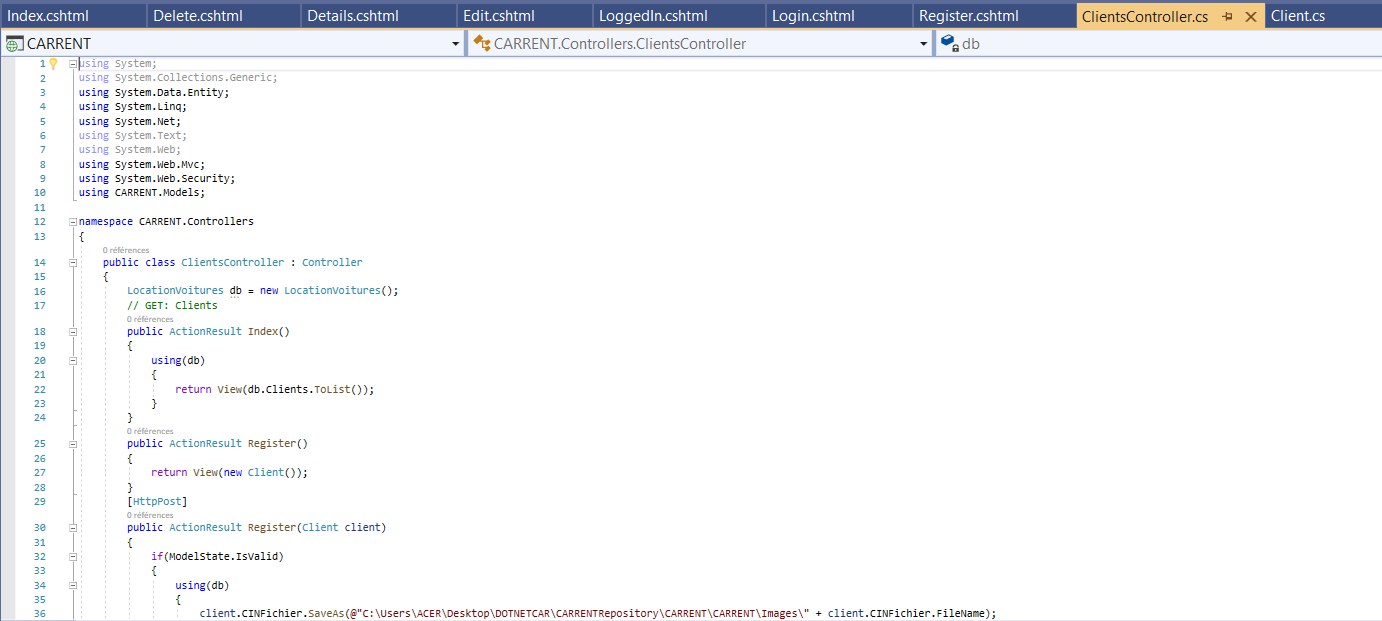 Index.cshtml Delete.cshtml Details.cshtml Edit.cshtml LoggedIn.cshtml Login.cshtml Register.cshtml ClientsController.cs Client.cs
CARRENT CARRENT.Controllers.ClientsController db
1 using System;
2 using System.Collections.Generic;
3 using System.Data.Entity;
4 using System.Linq;
5 using System.Net;
6 using System.Text;
7 using System.Web;
8 using System.Web.Mvc;
9 using System.Web.Security;
10 using CARRENT.Models;
11
12 namespace CARRENT.Controllers
13 {
0 références
14 public class ClientsController : Controller
15 {
16 LocationVoitures db = new LocationVoitures();
17 // GET: Clients
0 références
18 public ActionResult Index()
19 {
20 using(db)
21 {
22 return View(db.Clients.ToList());
23 }
24 }
0 références
25 public ActionResult Register()
26 {
27 return View(new Client());
28 }
29 [HttpPost]
0 références
30 public ActionResult Register(Client client)
31 {
32 if(ModelState.IsValid)
33 {
34 using(db)
35 {
36 client.CINFichier.SaveAs(@"C:\Users\ACER\Desktop\DOTNETCAR\CARRENTRepository\CARRENT\CARRENT\Images\" + client.CINFichier.FileName);